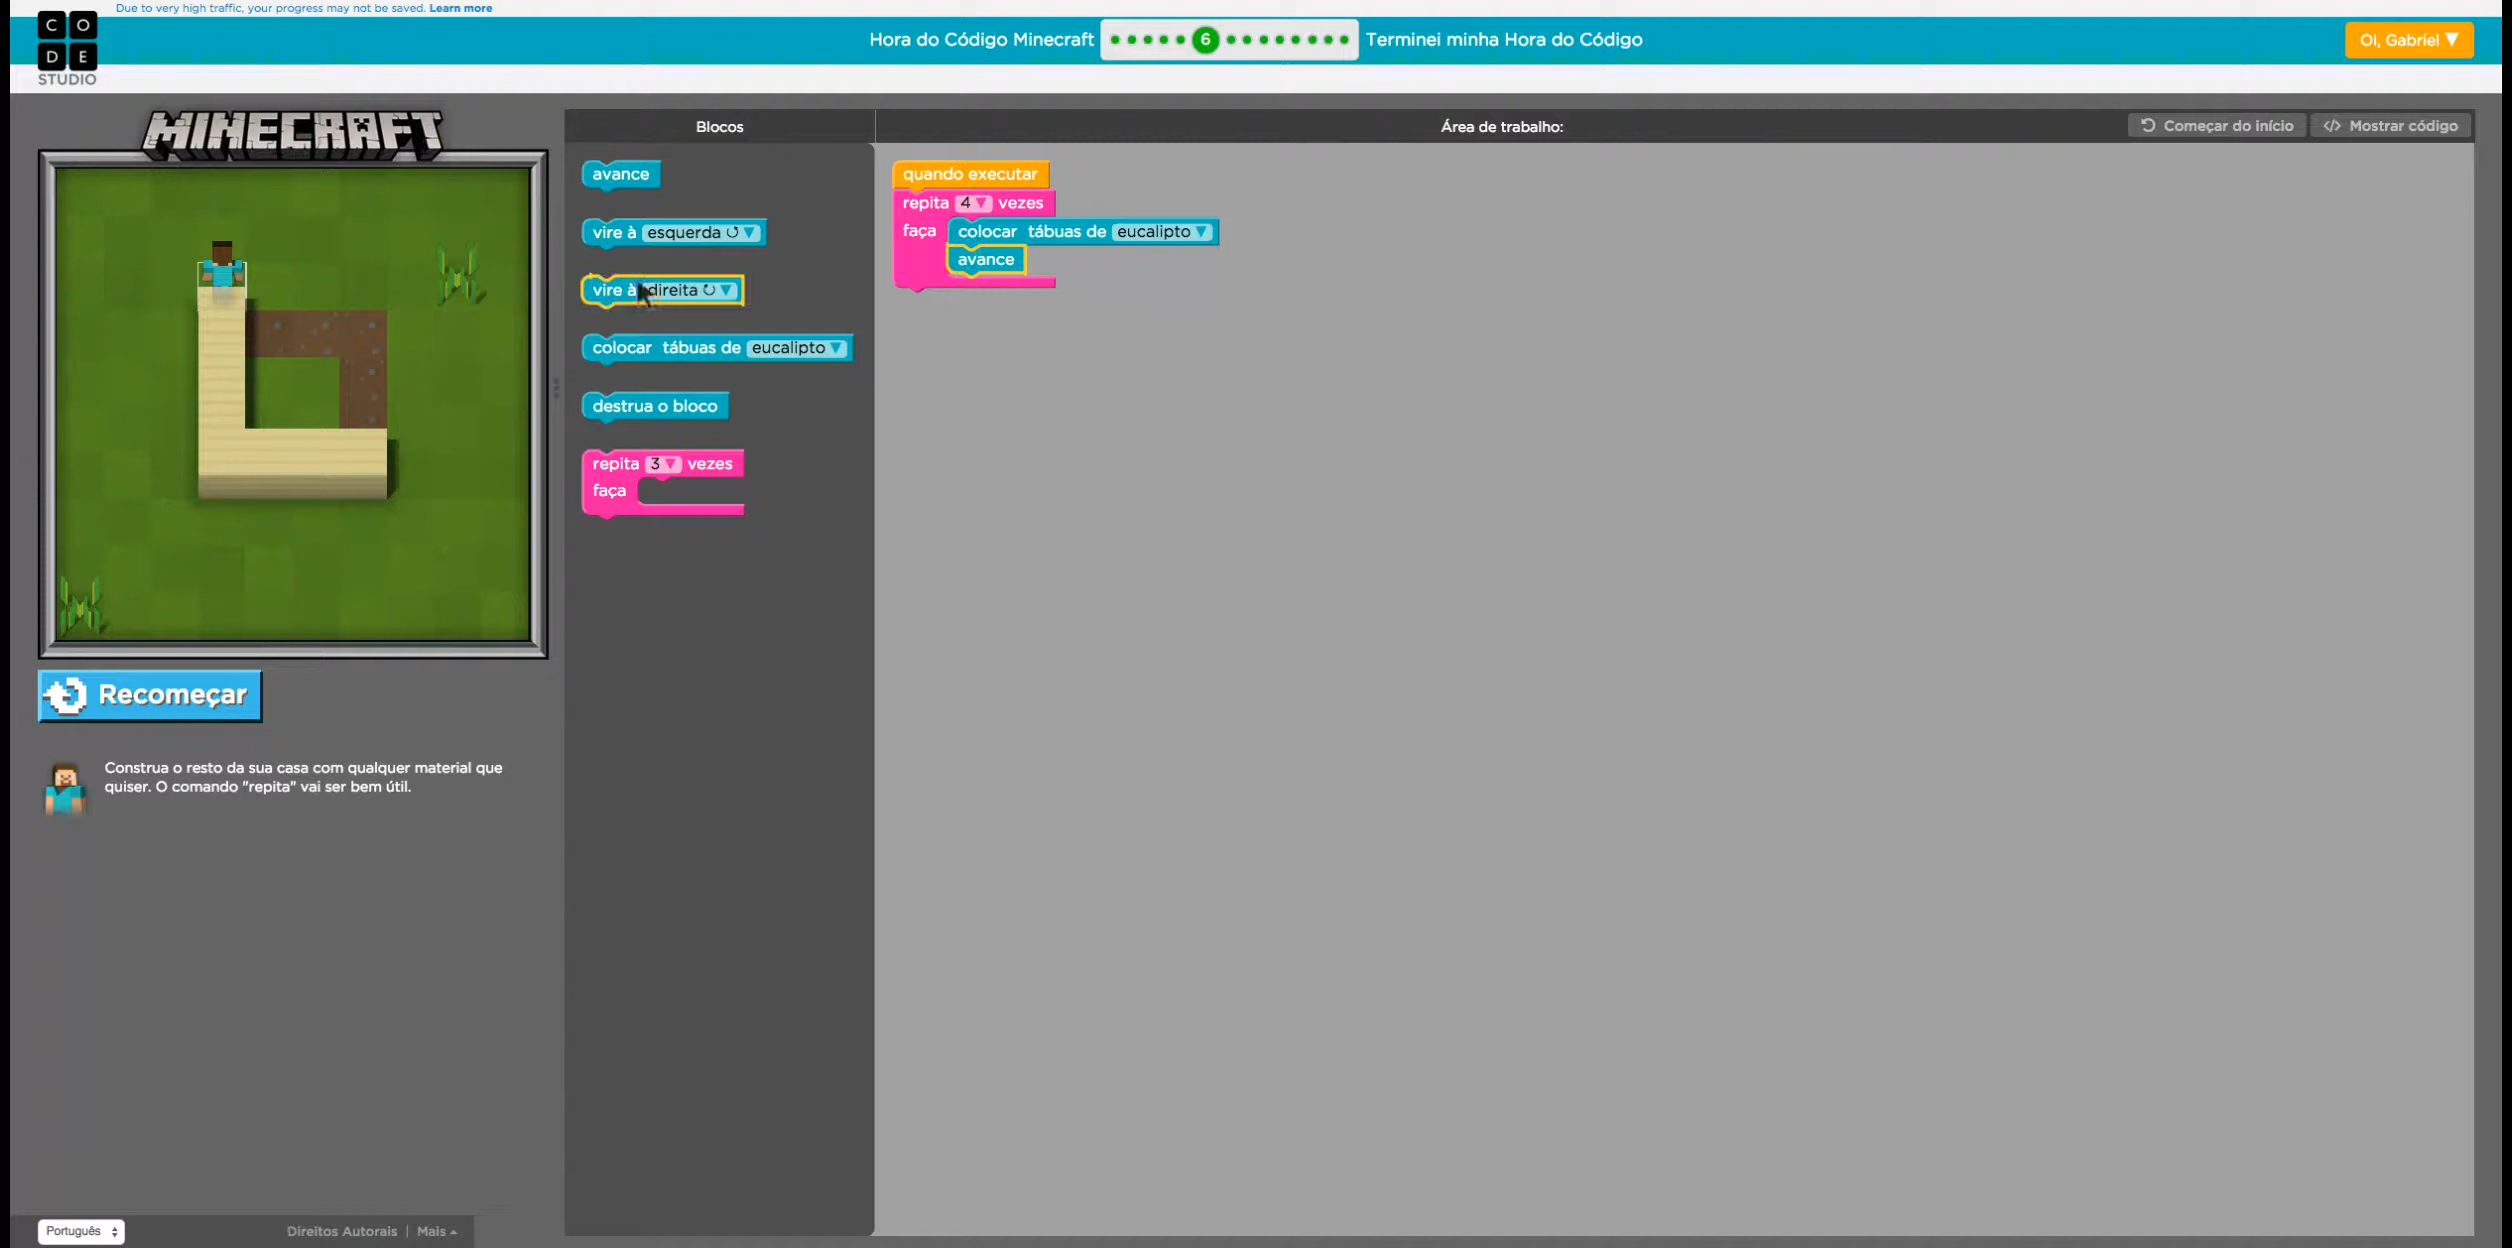 Due to very high traffic, your progress may not be saved. Learn more
C O
D E
STUDIO
Hora do Código Minecraft 6 Terminei minha Hora do Código
Oi, Gabriel ▼
MINECRAFT
Blocos
Área de trabalho:
Começar do início
</> Mostrar código
avance
vire à esquerda ↺▼
vire à direita ↻▼
colocar tábuas de eucalipto▼
destrua o bloco
repita 3▼ vezes
faça
quando executar
repita 4▼ vezes
faça colocar tábuas de eucalipto▼
avance
Recomeçar
Construa o resto da sua casa com qualquer material que
quiser. O comando "repita" vai ser bem útil.
Português
Direitos Autorais | Mais